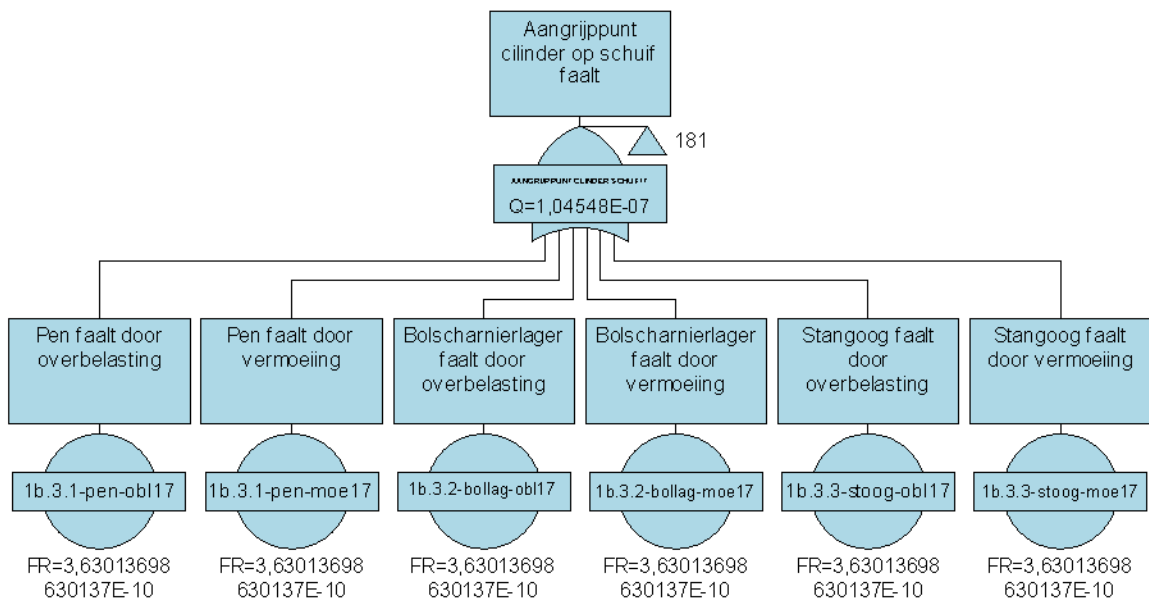 Aangrijppunt
cilinder op schuif
faalt
181
Q=1,04548E-07
Pen faalt door
overbelasting
Pen faalt door
vermoeiing
Bolscharnierlager
faalt door
overbelasting
Bolscharnierlager
faalt door
vermoeiing
Stangoog faalt
door
overbelasting
Stangoog faalt
door vermoeiing
1b.3.1-pen-obl17
1b.3.1-pen-moe17
1b.3.2-bollag-obl17
1b.3.2-bollag-moe17
1b.3.3-stoog-obl17
1b.3.3-stoog-moe17
FR=3,63013698
630137E-10
FR=3,63013698
630137E-10
FR=3,63013698
630137E-10
FR=3,63013698
630137E-10
FR=3,63013698
630137E-10
FR=3,63013698
630137E-10